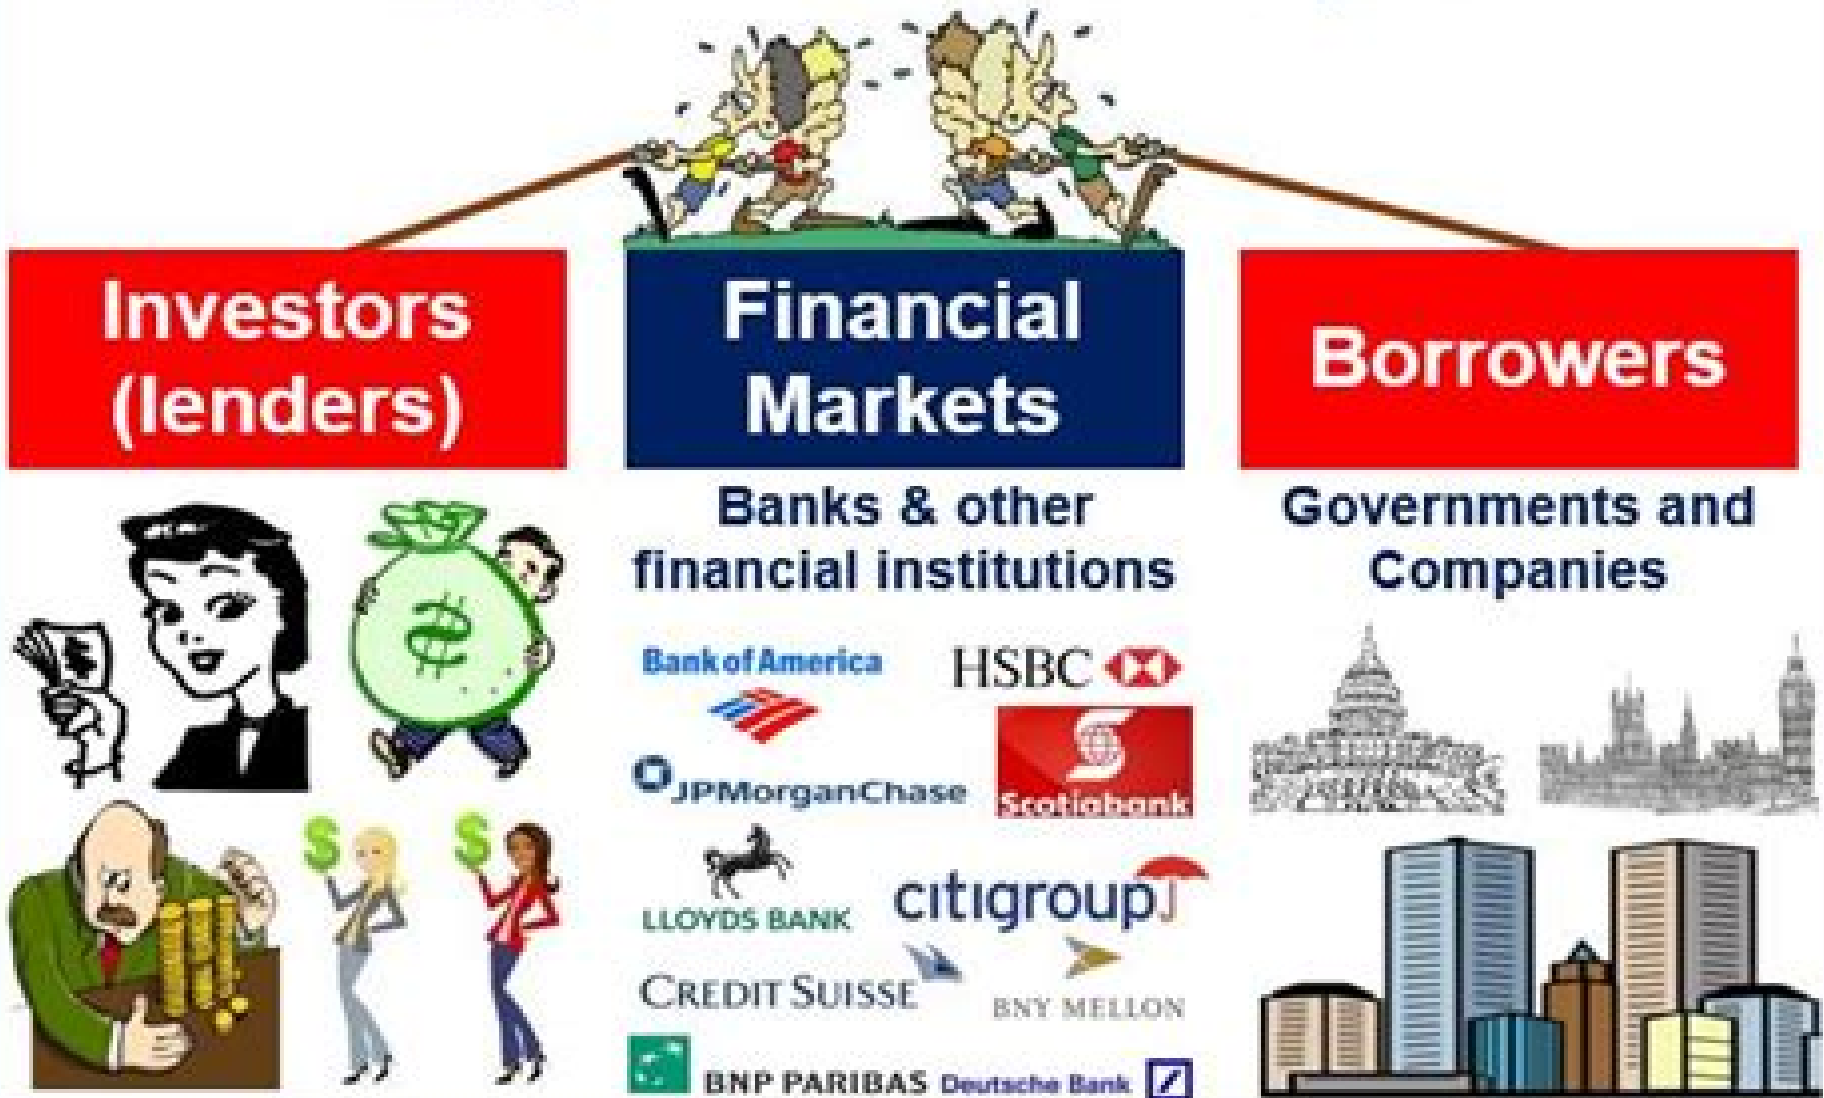 Investors
(lenders)
Financial
Markets
Borrowers
Banks & other
financial institutions
Governments and
Companies
$
$
$
Bank of America
HSBC
JPMorganChase
Scotiabank
LLOYDS BANK
citigroup
CREDIT SUISSE
BNY MELLON
BNP PARIBAS
Deutsche Bank